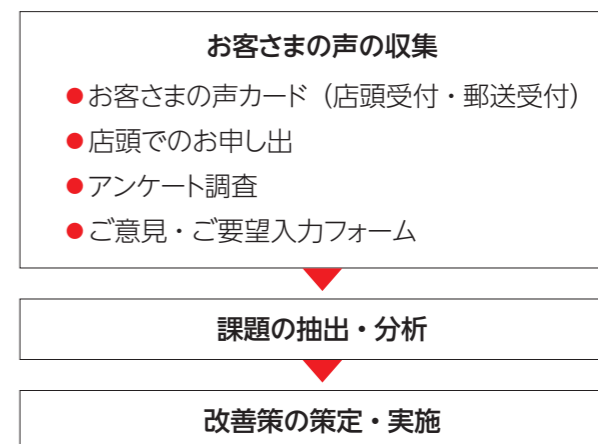 お客さまの声の収集
●お客さまの声カード（店頭受付・郵送受付）
●店頭でのお申し出
●アンケート調査
●ご意見・ご要望入力フォーム
課題の抽出・分析
改善策の策定・実施